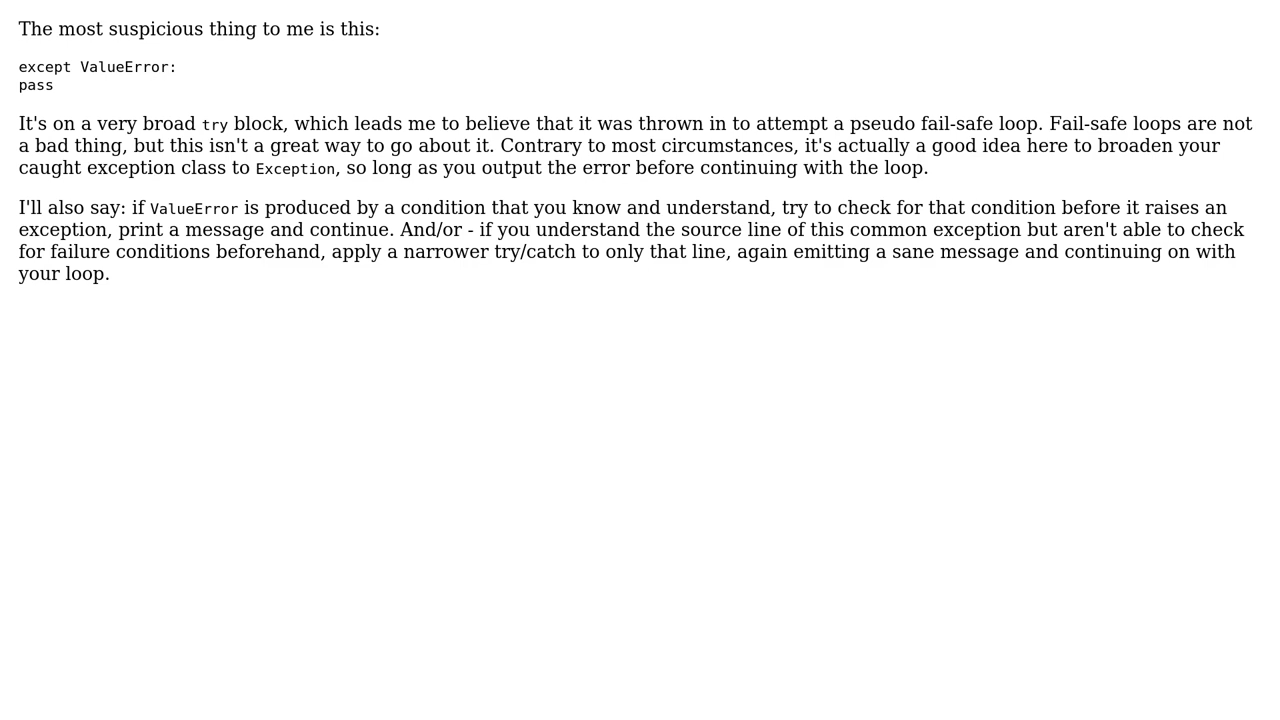 The most suspicious thing to me is this:
except ValueError:
pass
It's on a very broad try block, which leads me to believe that it was thrown in to attempt a pseudo fail-safe loop. Fail-safe loops are not
a bad thing, but this isn't a great way to go about it. Contrary to most circumstances, it's actually a good idea here to broaden your
caught exception class to Exception, so long as you output the error before continuing with the loop.
I'll also say: if ValueError is produced by a condition that you know and understand, try to check for that condition before it raises an
exception, print a message and continue. And/or - if you understand the source line of this common exception but aren't able to check
for failure conditions beforehand, apply a narrower try/catch to only that line, again emitting a sane message and continuing on with
your loop.